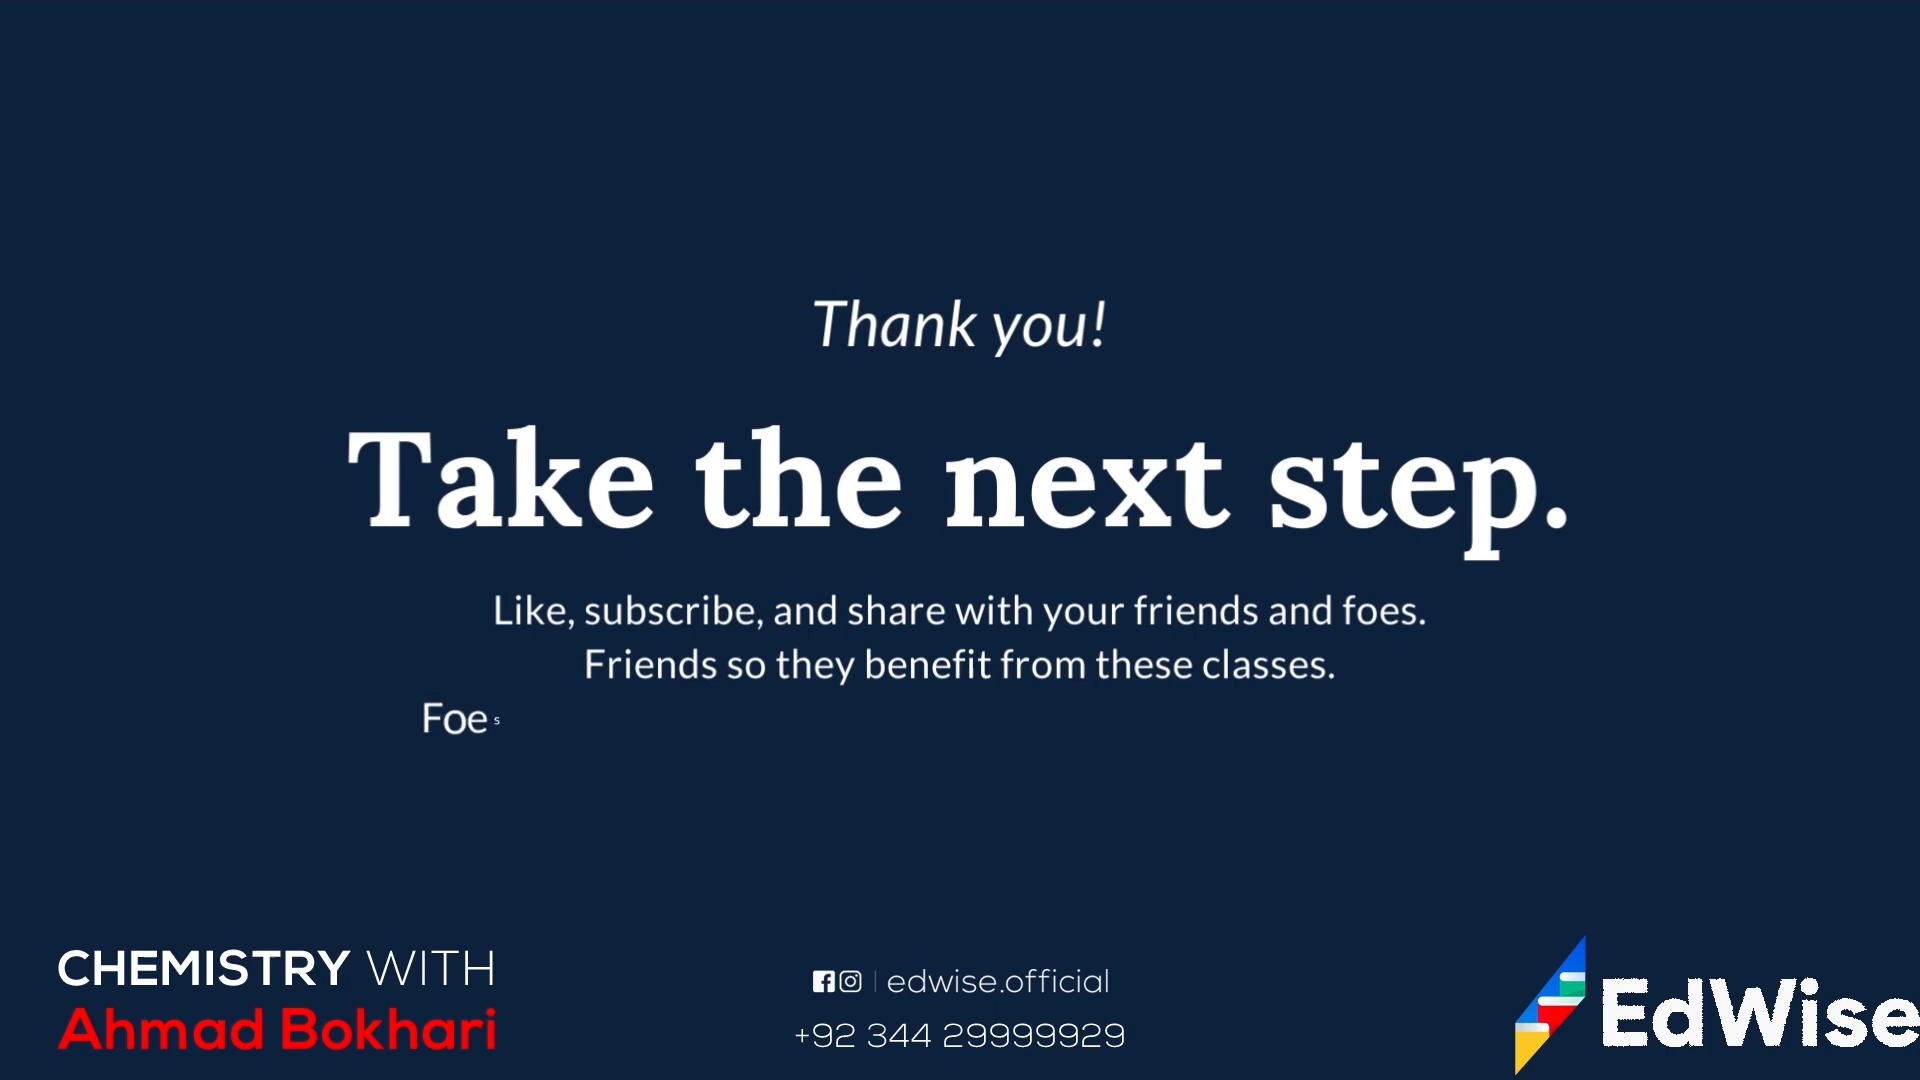 Thank you!
Take the next step.
Like, subscribe, and share with your friends and foes.
Friends so they benefit from these classes.
Foes
CHEMISTRY WITH
Ahmad Bokhari
edwise.official
+92 344 29999929
EdWise